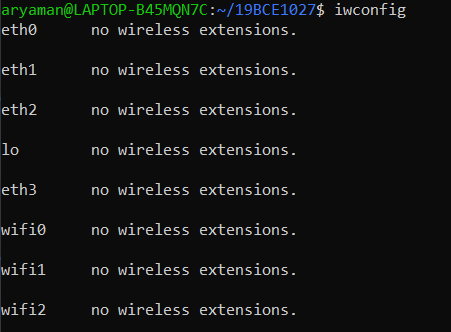 aryaman@LAPTOP-B45MQN7C:~/19BCE1027$ iwconfig
eth0 no wireless extensions.
eth1 no wireless extensions.
eth2 no wireless extensions.
lo no wireless extensions.
eth3 no wireless extensions.
wifi0 no wireless extensions.
wifi1 no wireless extensions.
wifi2 no wireless extensions.